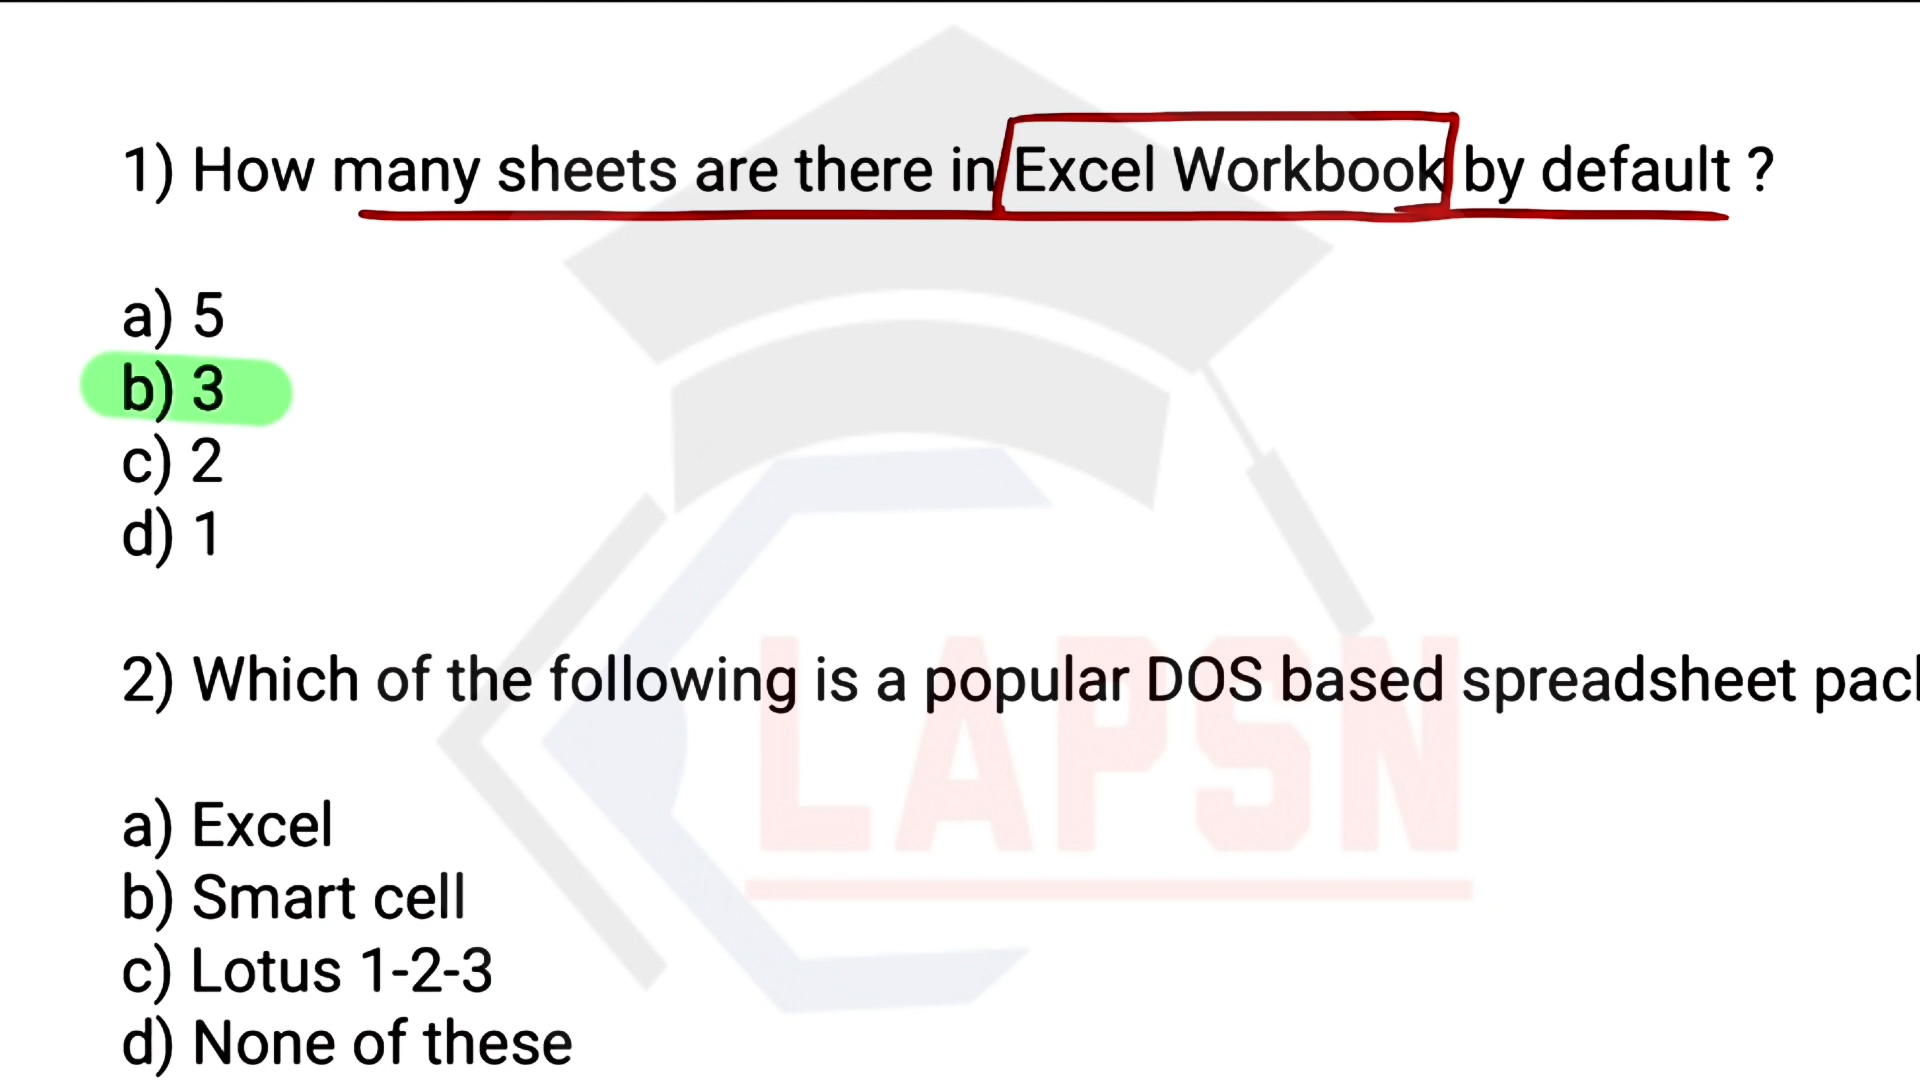 1) How many sheets are there in Excel Workbook by default ?
a) 5
b) 3
c) 2
d) 1
2) Which of the following is a popular DOS based spreadsheet pac
a) Excel
b) Smart cell
c) Lotus 1-2-3
d) None of these
LAPSN